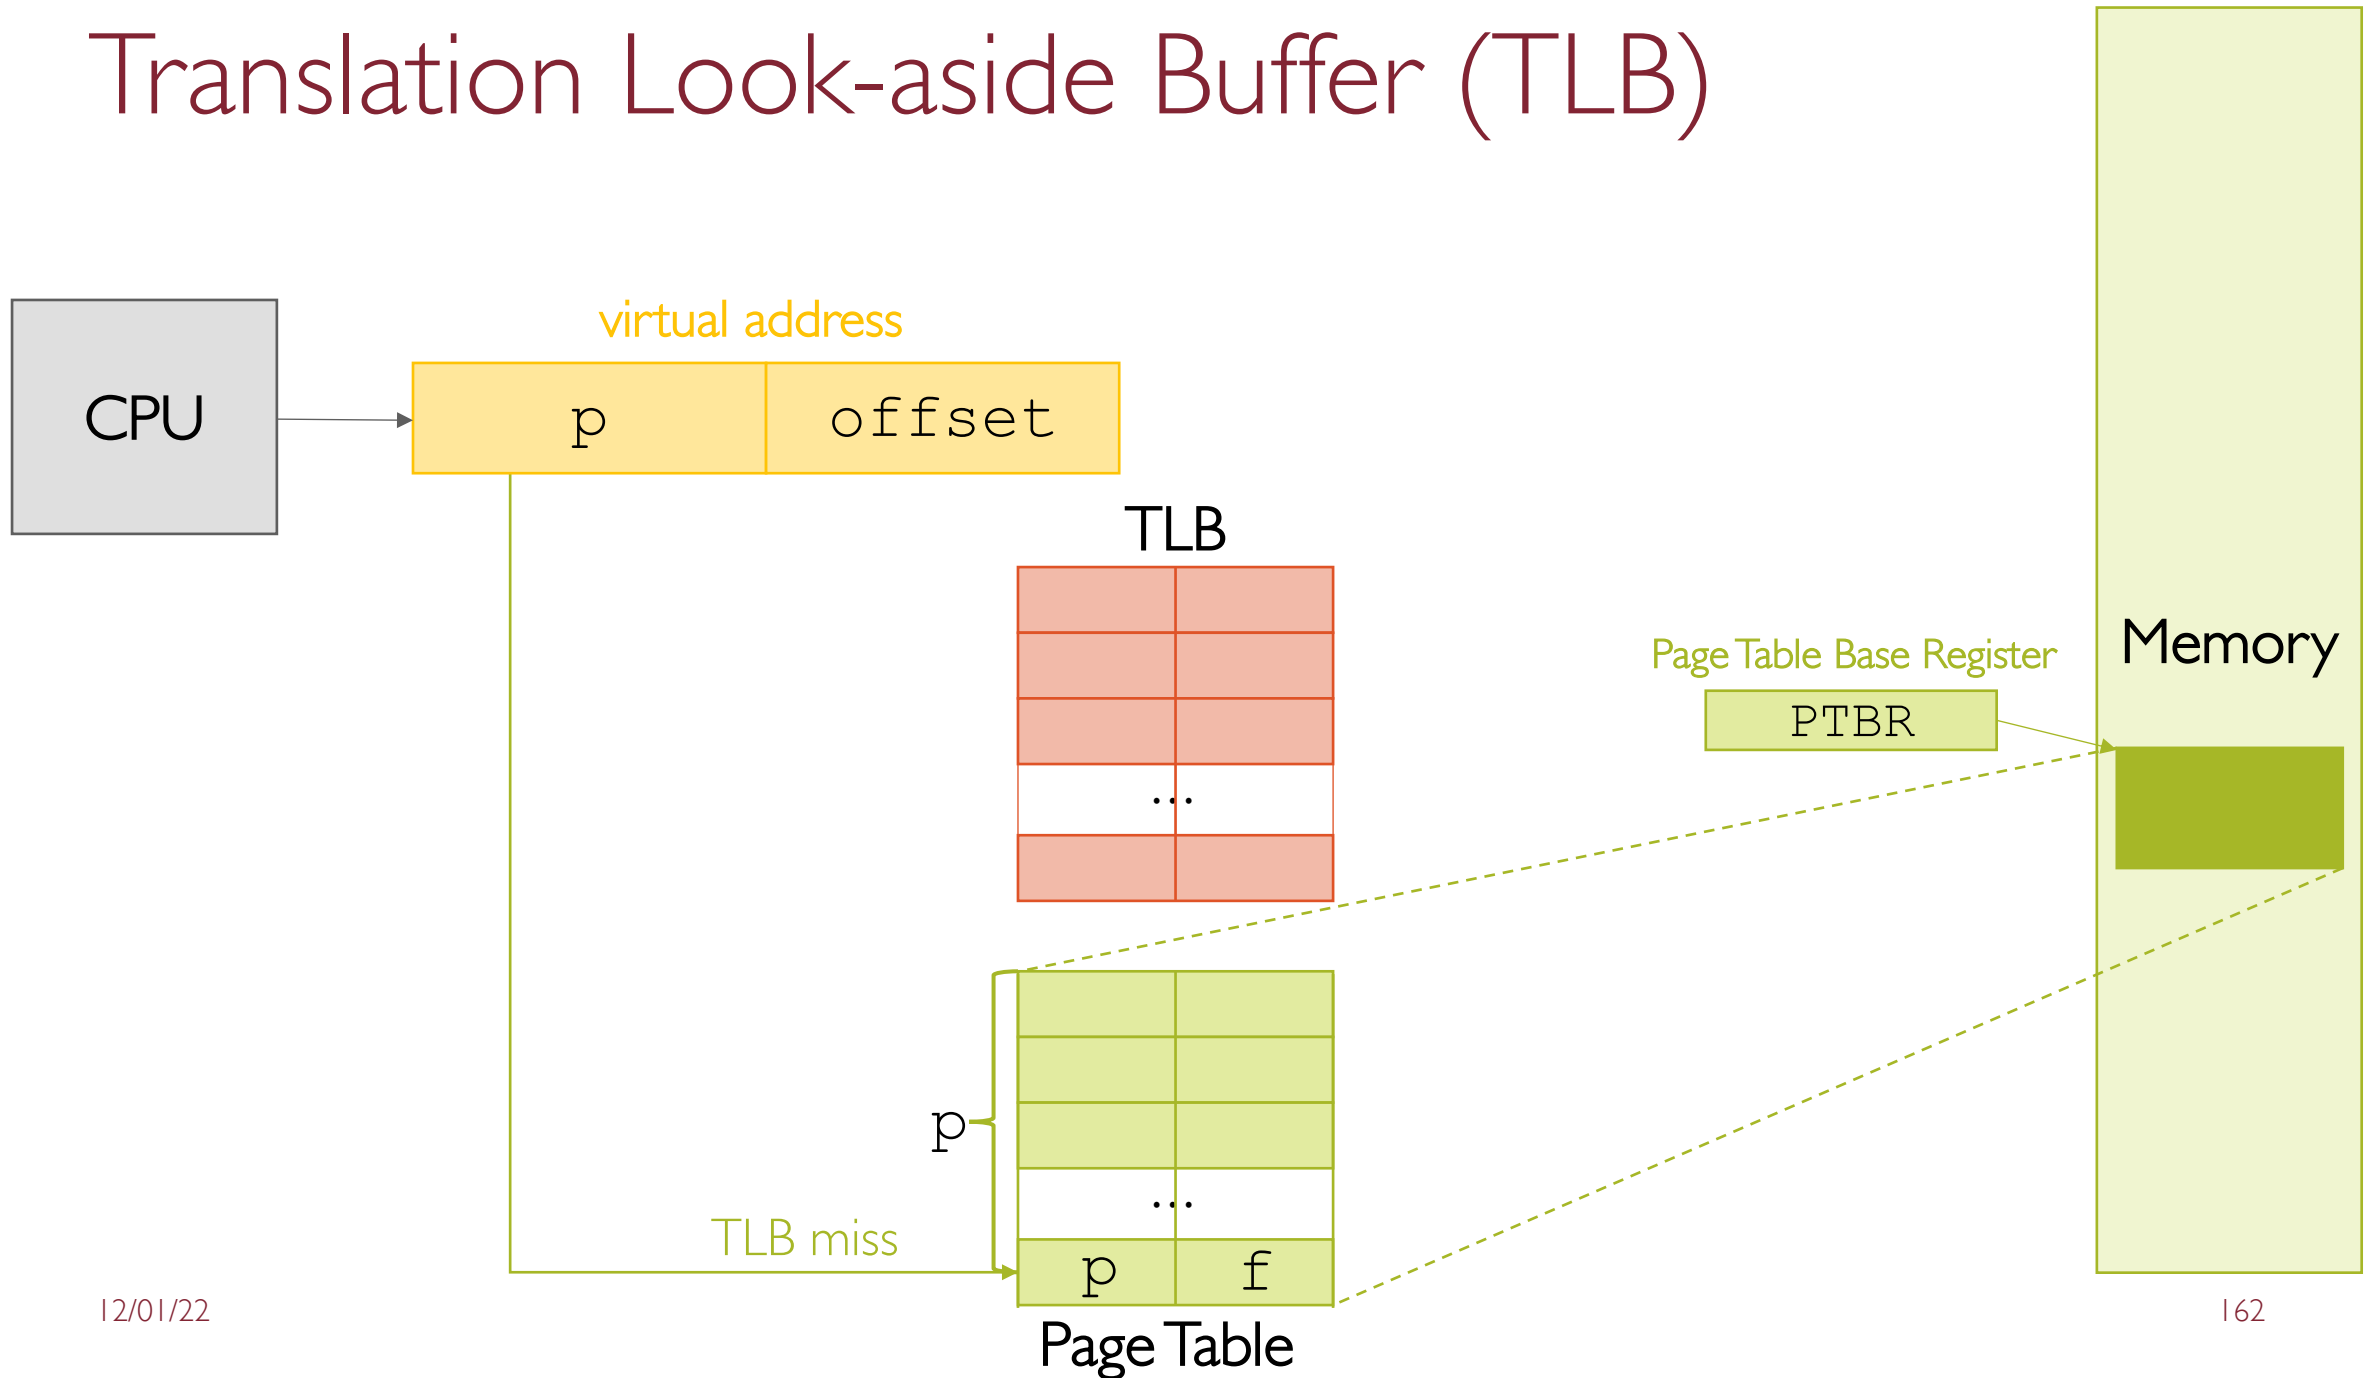 Translation Look-aside Buffer (TLB)
virtual address
CPU
p
offset
TLB
...
Page Table Base Register
PTBR
Memory
p
...
TLB miss
p
f
Page Table
12/01/22
162